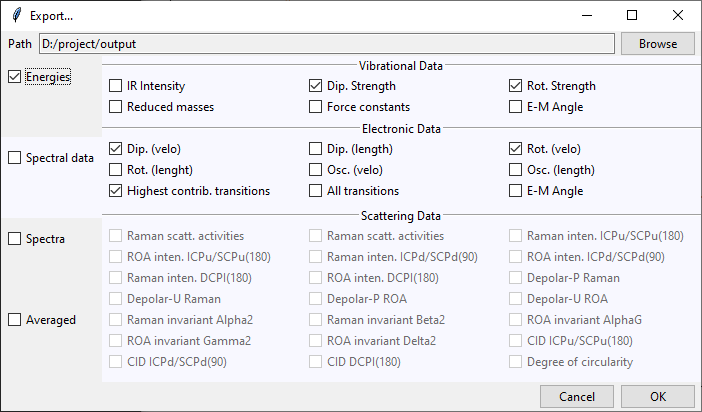 Export...
Path D:/project/output Browse
Vibrational Data
Energies IR Intensity Dip. Strength Rot. Strength
Reduced masses Force constants E-M Angle
Electronic Data
Spectral data Dip. (velo) Dip. (length) Rot. (velo)
Rot. (lenght) Osc. (velo) Osc. (length)
Highest contrib. transitions All transitions E-M Angle
Scattering Data
Spectra Raman scatt. activities Raman scatt. activities Raman inten. ICPu/SCPu(180)
ROA inten. ICPu/SCPu(180) Raman inten. ICPd/SCPd(90) ROA inten. ICPd/SCPd(90)
Raman inten. DCPI(180) ROA inten. DCPI(180) Depolar-P Raman
Depolar-U Raman Depolar-P ROA Depolar-U ROA
Averaged Raman invariant Alpha2 Raman invariant Beta2 ROA invariant AlphaG
ROA invariant Gamma2 ROA invariant Delta2 CID ICPu/SCPu(180)
CID ICPd/SCPd(90) CID DCPI(180) Degree of circularity
Cancel OK